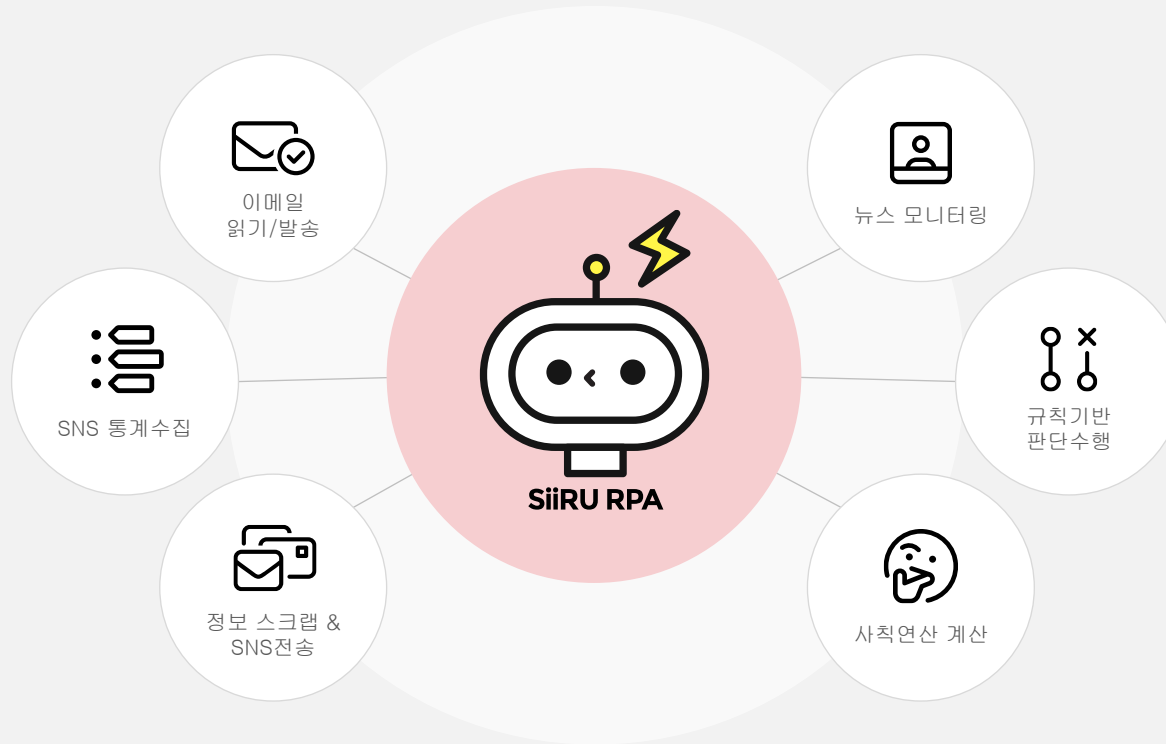 이메일
읽기/발송
뉴스 모니터링
SNS 통계수집
규칙기반
판단수행
SiiRU RPA
정보 스크랩 &
SNS전송
사칙연산 계산